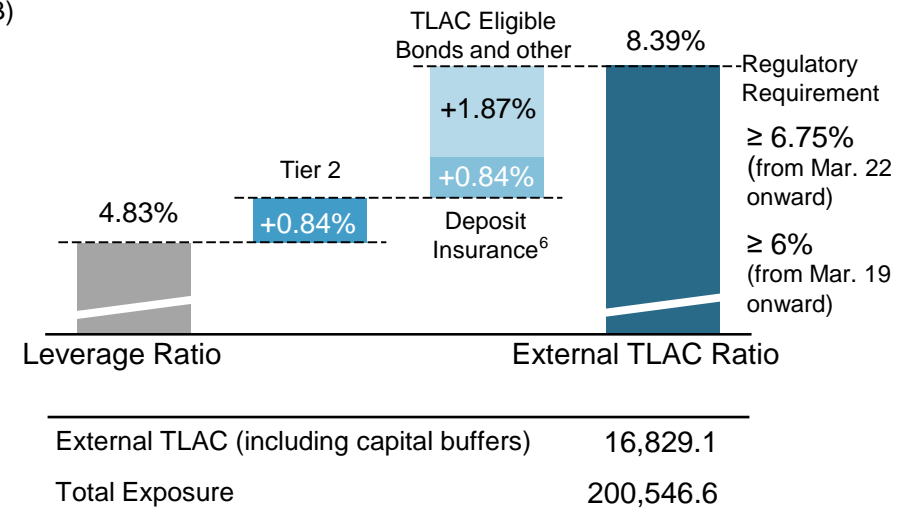 3)
TLAC Eligible
Bonds and other
8.39%
Regulatory
Requirement
+1.87%
≥ 6.75%
(from Mar. 22
onward)
Tier 2
+0.84%
4.83%
+0.84%
Deposit
Insurance6
≥ 6%
(from Mar. 19
onward)
Leverage Ratio
External TLAC Ratio
External TLAC (including capital buffers) 16,829.1
Total Exposure 200,546.6